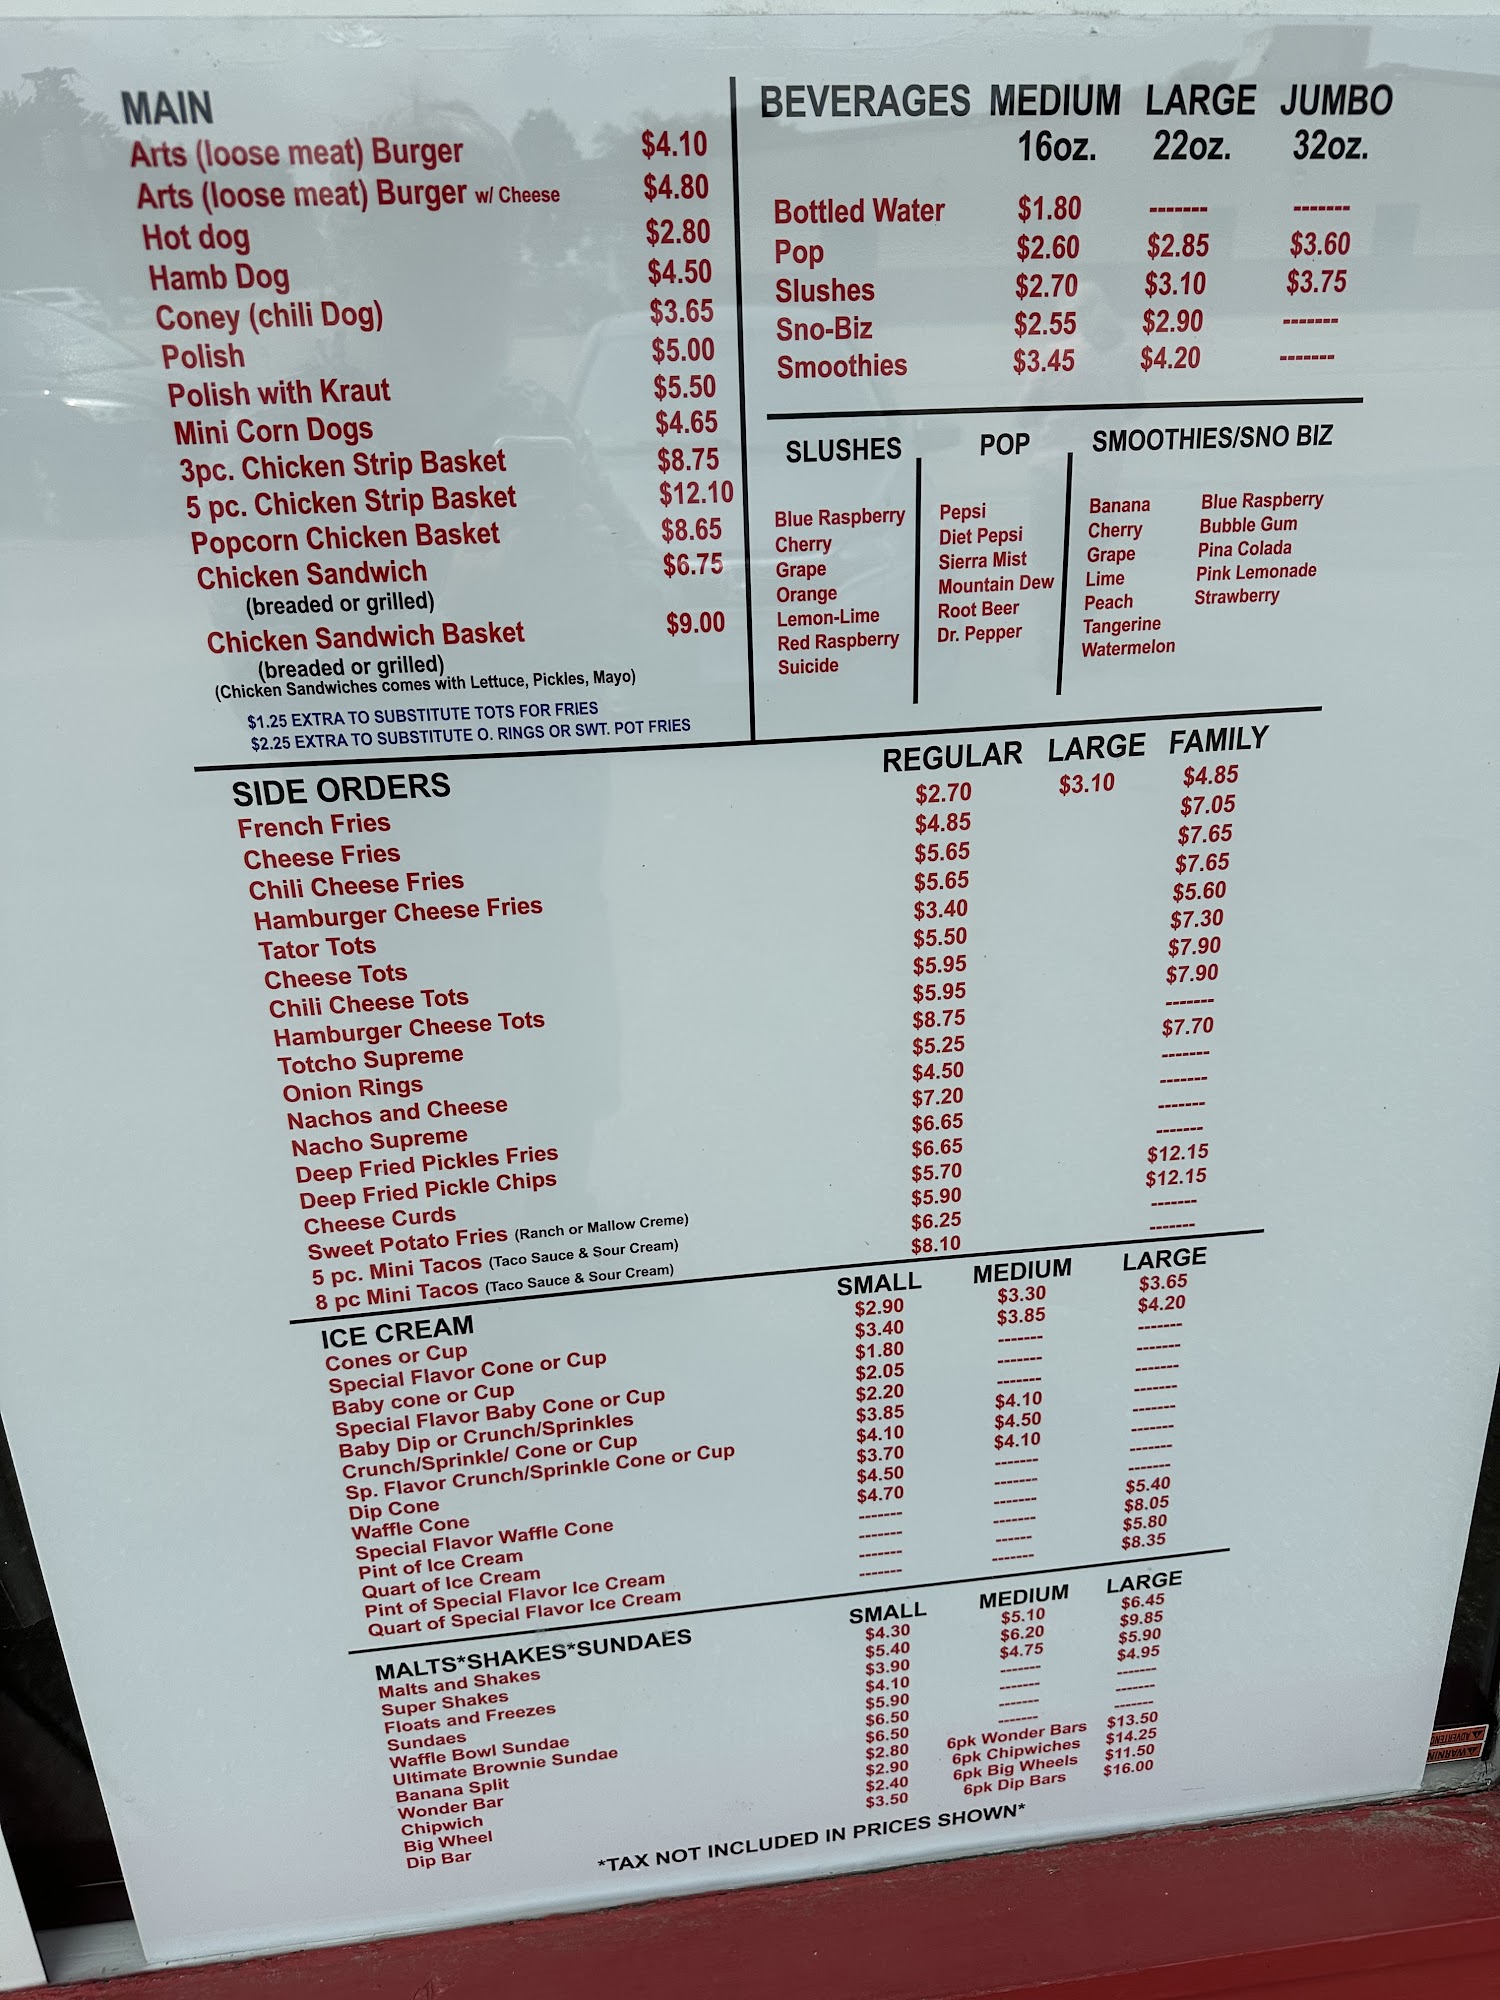 MAIN
Arts (loose meat) Burger $4.10
Arts (loose meat) Burger w/ Cheese $4.80
Hot dog $2.80
Hamb Dog $4.50
Coney (chili Dog) $3.65
Polish $5.00
Polish with Kraut $5.50
Mini Corn Dogs $4.65
3pc. Chicken Strip Basket $8.75
5 pc. Chicken Strip Basket $12.10
Popcorn Chicken Basket $8.65
Chicken Sandwich $6.75
(breaded or grilled)
Chicken Sandwich Basket $9.00
(breaded or grilled)
(Chicken Sandwiches comes with Lettuce, Pickles, Mayo)
$1.25 EXTRA TO SUBSTITUTE TOTS FOR FRIES
$2.25 EXTRA TO SUBSTITUTE O. RINGS OR SWT. POT FRIES
BEVERAGES MEDIUM LARGE JUMBO
16oz. 22oz. 32oz.
Bottled Water $1.80 ------- -------
Pop $2.60 $2.85 $3.60
Slushes $2.70 $3.10 $3.75
Sno-Biz $2.55 $2.90 -------
Smoothies $3.45 $4.20 -------
SLUSHES
Blue Raspberry
Cherry
Grape
Orange
Lemon-Lime
Red Raspberry
Suicide
POP
Pepsi
Diet Pepsi
Sierra Mist
Mountain Dew
Root Beer
Dr. Pepper
SMOOTHIES/SNO BIZ
Banana Blue Raspberry
Cherry Bubble Gum
Grape Pina Colada
Lime Pink Lemonade
Peach Strawberry
Tangerine
Watermelon
SIDE ORDERS REGULAR LARGE FAMILY
French Fries $2.70 $3.10 $4.85
Cheese Fries $4.85 $7.05
Chili Cheese Fries $5.65 $7.65
Hamburger Cheese Fries $5.65 $7.65
Tator Tots $3.40 $5.60
Cheese Tots $5.50 $7.30
Chili Cheese Tots $5.95 $7.90
Hamburger Cheese Tots $5.95 $7.90
Totcho Supreme $8.75 -------
Onion Rings $5.25 $7.70
Nachos and Cheese $4.50 -------
Nacho Supreme $7.20 -------
Deep Fried Pickles Fries $6.65 -------
Deep Fried Pickle Chips $6.65 -------
Cheese Curds $5.70 $12.15
Sweet Potato Fries (Ranch or Mallow Creme) $5.90 $12.15
5 pc. Mini Tacos (Taco Sauce & Sour Cream) $6.25 -------
8 pc Mini Tacos (Taco Sauce & Sour Cream) $8.10 -------
ICE CREAM SMALL MEDIUM LARGE
Cones or Cup $2.90 $3.30 $3.65
Special Flavor Cone or Cup $3.40 $3.85 $4.20
Baby cone or Cup $1.80 ------- -------
Special Flavor Baby Cone or Cup $2.05 ------- -------
Baby Dip or Crunch/Sprinkles $2.20 ------- -------
Crunch/Sprinkle/ Cone or Cup $3.85 $4.10 -------
Sp. Flavor Crunch/Sprinkle Cone or Cup $4.10 $4.50 -------
Dip Cone $3.70 $4.10 -------
Waffle Cone $4.50 ------- -------
Special Flavor Waffle Cone $4.70 ------- -------
Pint of Ice Cream ------- ------- $5.40
Quart of Ice Cream ------- ------- $8.05
Pint of Special Flavor Ice Cream ------- ------ $5.80
Quart of Special Flavor Ice Cream ------- ------- $8.35
MALTS*SHAKES*SUNDAES SMALL MEDIUM LARGE
Malts and Shakes $4.30 $5.10 $6.45
Super Shakes $5.40 $6.20 $9.85
Floats and Freezes $3.90 $4.75 $5.90
Sundaes $4.10 ------- $4.95
Waffle Bowl Sundae $5.90 ------- -------
Ultimate Brownie Sundae $6.50 ------- -------
Banana Split $6.50 ------- -------
Wonder Bar $2.80 6pk Wonder Bars $13.50
Chipwich $2.90 6pk Chipwiches $14.25
Big Wheel $2.40 6pk Big Wheels $11.50
Dip Bar $3.50 6pk Dip Bars $16.00
*TAX NOT INCLUDED IN PRICES SHOWN*